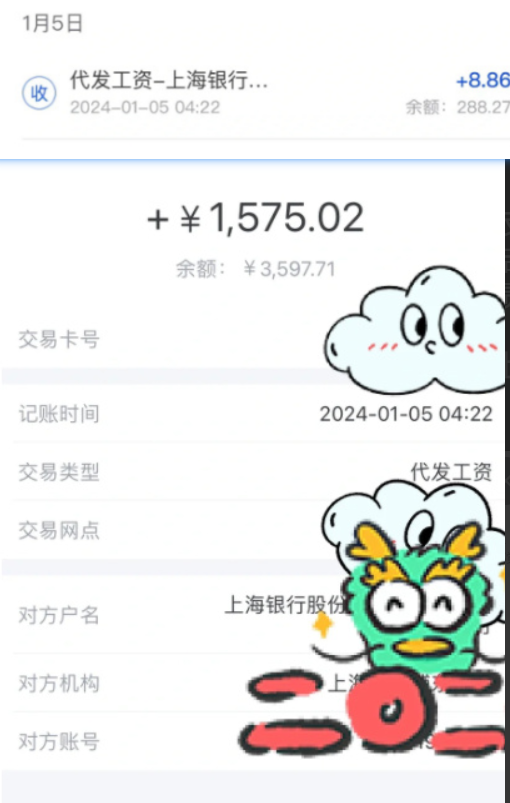 1月5日
收
代发工资-上海银行...
+8.86
2024-01-05 04:22
余额: 288.27
+¥1,575.02
余额: ¥3,597.71
交易卡号
记账时间
2024-01-05 04:22
交易类型
代发工资
交易网点
对方户名
上海银行股份
对方机构
上
对方账号